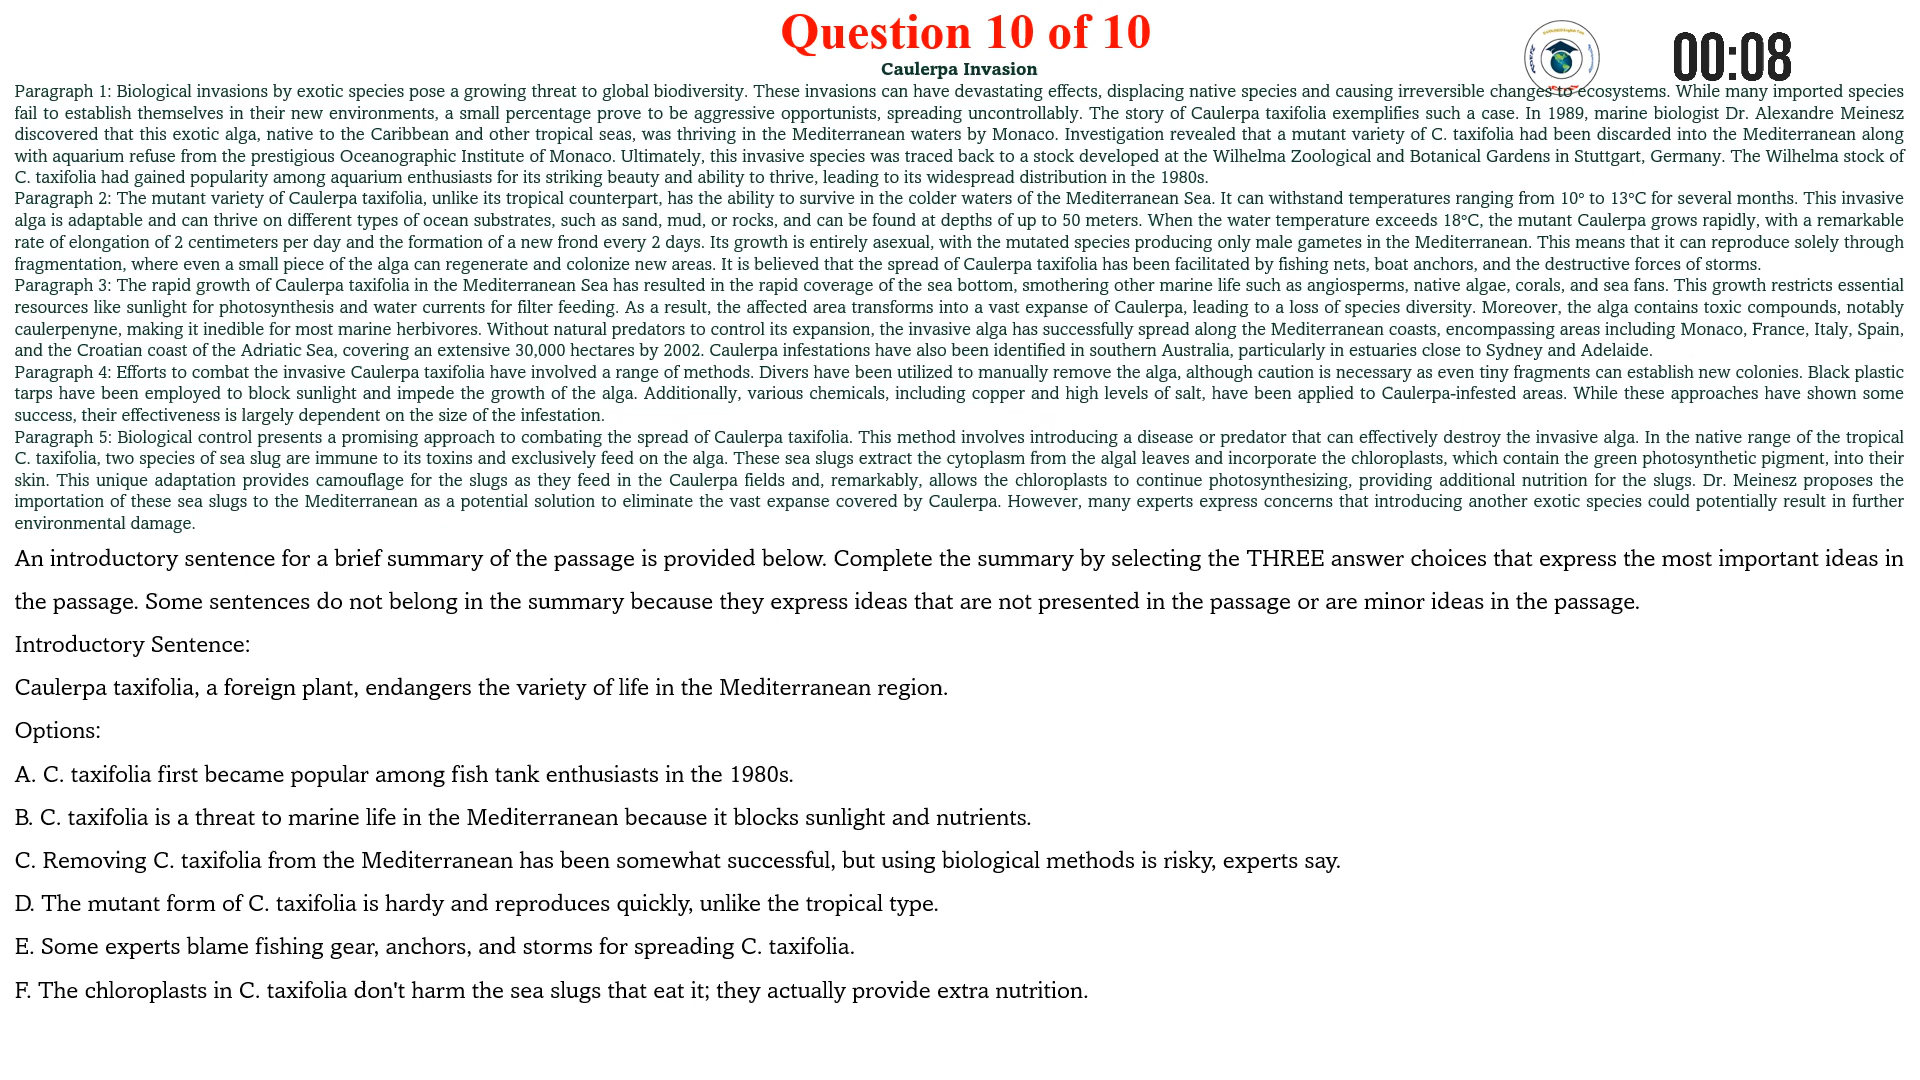 Question 10 of 10
00:08
Caulerpa Invasion
Paragraph 1: Biological invasions by exotic species pose a growing threat to global biodiversity. These invasions can have devastating effects, displacing native species and causing irreversible changes to ecosystems. While many imported species
fail to establish themselves in their new environments, a small percentage prove to be aggressive opportunists, spreading uncontrollably. The story of Caulerpa taxifolia exemplifies such a case. In 1989, marine biologist Dr. Alexandre Meinesz
discovered that this exotic alga, native to the Caribbean and other tropical seas, was thriving in the Mediterranean waters by Monaco. Investigation revealed that a mutant variety of C. taxifolia had been discarded into the Mediterranean along
with aquarium refuse from the prestigious Oceanographic Institute of Monaco. Ultimately, this invasive species was traced back to a stock developed at the Wilhelma Zoological and Botanical Gardens in Stuttgart, Germany. The Wilhelma stock of
C. taxifolia had gained popularity among aquarium enthusiasts for its striking beauty and ability to thrive, leading to its widespread distribution in the 1980s.
Paragraph 2: The mutant variety of Caulerpa taxifolia, unlike its tropical counterpart, has the ability to survive in the colder waters of the Mediterranean Sea. It can withstand temperatures ranging from 10° to 13°C for several months. This invasive
alga is adaptable and can thrive on different types of ocean substrates, such as sand, mud, or rocks, and can be found at depths of up to 50 meters. When the water temperature exceeds 18°C, the mutant Caulerpa grows rapidly, with a remarkable
rate of elongation of 2 centimeters per day and the formation of a new frond every 2 days. Its growth is entirely asexual, with the mutated species producing only male gametes in the Mediterranean. This means that it can reproduce solely through
fragmentation, where even a small piece of the alga can regenerate and colonize new areas. It is believed that the spread of Caulerpa taxifolia has been facilitated by fishing nets, boat anchors, and the destructive forces of storms.
Paragraph 3: The rapid growth of Caulerpa taxifolia in the Mediterranean Sea has resulted in the rapid coverage of the sea bottom, smothering other marine life such as angiosperms, native algae, corals, and sea fans. This growth restricts essential
resources like sunlight for photosynthesis and water currents for filter feeding. As a result, the affected area transforms into a vast expanse of Caulerpa, leading to a loss of species diversity. Moreover, the alga contains toxic compounds, notably
caulerpenyne, making it inedible for most marine herbivores. Without natural predators to control its expansion, the invasive alga has successfully spread along the Mediterranean coasts, encompassing areas including Monaco, France, Italy, Spain,
and the Croatian coast of the Adriatic Sea, covering an extensive 30,000 hectares by 2002. Caulerpa infestations have also been identified in southern Australia, particularly in estuaries close to Sydney and Adelaide.
Paragraph 4: Efforts to combat the invasive Caulerpa taxifolia have involved a range of methods. Divers have been utilized to manually remove the alga, although caution is necessary as even tiny fragments can establish new colonies. Black plastic
tarps have been employed to block sunlight and impede the growth of the alga. Additionally, various chemicals, including copper and high levels of salt, have been applied to Caulerpa-infested areas. While these approaches have shown some
success, their effectiveness is largely dependent on the size of the infestation.
Paragraph 5: Biological control presents a promising approach to combating the spread of Caulerpa taxifolia. This method involves introducing a disease or predator that can effectively destroy the invasive alga. In the native range of the tropical
C. taxifolia, two species of sea slug are immune to its toxins and exclusively feed on the alga. These sea slugs extract the cytoplasm from the algal leaves and incorporate the chloroplasts, which contain the green photosynthetic pigment, into their
skin. This unique adaptation provides camouflage for the slugs as they feed in the Caulerpa fields and, remarkably, allows the chloroplasts to continue photosynthesizing, providing additional nutrition for the slugs. Dr. Meinesz proposes the
importation of these sea slugs to the Mediterranean as a potential solution to eliminate the vast expanse covered by Caulerpa. However, many experts express concerns that introducing another exotic species could potentially result in further
environmental damage.
An introductory sentence for a brief summary of the passage is provided below. Complete the summary by selecting the THREE answer choices that express the most important ideas in
the passage. Some sentences do not belong in the summary because they express ideas that are not presented in the passage or are minor ideas in the passage.
Introductory Sentence:
Caulerpa taxifolia, a foreign plant, endangers the variety of life in the Mediterranean region.
Options:
A. C. taxifolia first became popular among fish tank enthusiasts in the 1980s.
B. C. taxifolia is a threat to marine life in the Mediterranean because it blocks sunlight and nutrients.
C. Removing C. taxifolia from the Mediterranean has been somewhat successful, but using biological methods is risky, experts say.
D. The mutant form of C. taxifolia is hardy and reproduces quickly, unlike the tropical type.
E. Some experts blame fishing gear, anchors, and storms for spreading C. taxifolia.
F. The chloroplasts in C. taxifolia don't harm the sea slugs that eat it; they actually provide extra nutrition.